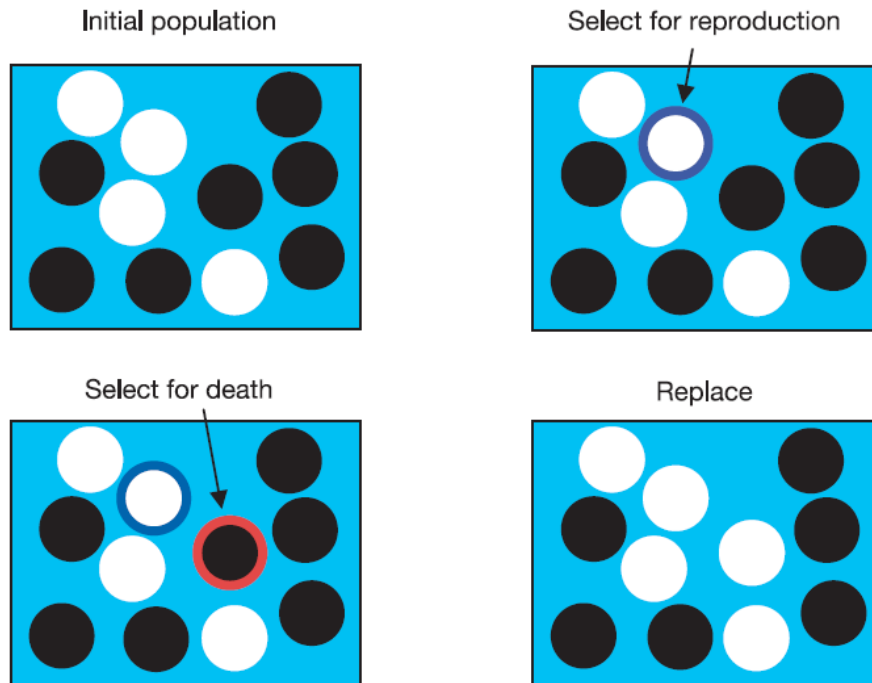 Initial population
Select for reproduction
Select for death
Replace